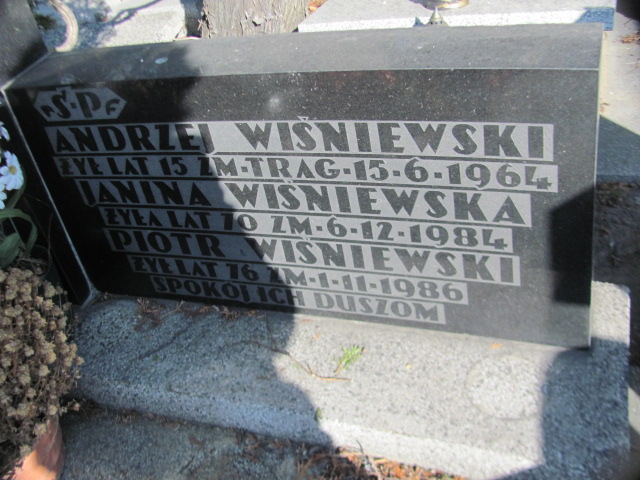 Ś.P.
ANDRZEJ WIŚNIEWSKI
ŻYŁ LAT 15 ZM-TRAG-15-6-1964
JANINA WIŚNIEWSKA
ŻYŁA LAT 70 ZM-6-12-1984
PIOTR WIŚNIEWSKI
ŻYŁ LAT 76 ZM-1-11-1986
SPOKÓJ ICH DUSZOM